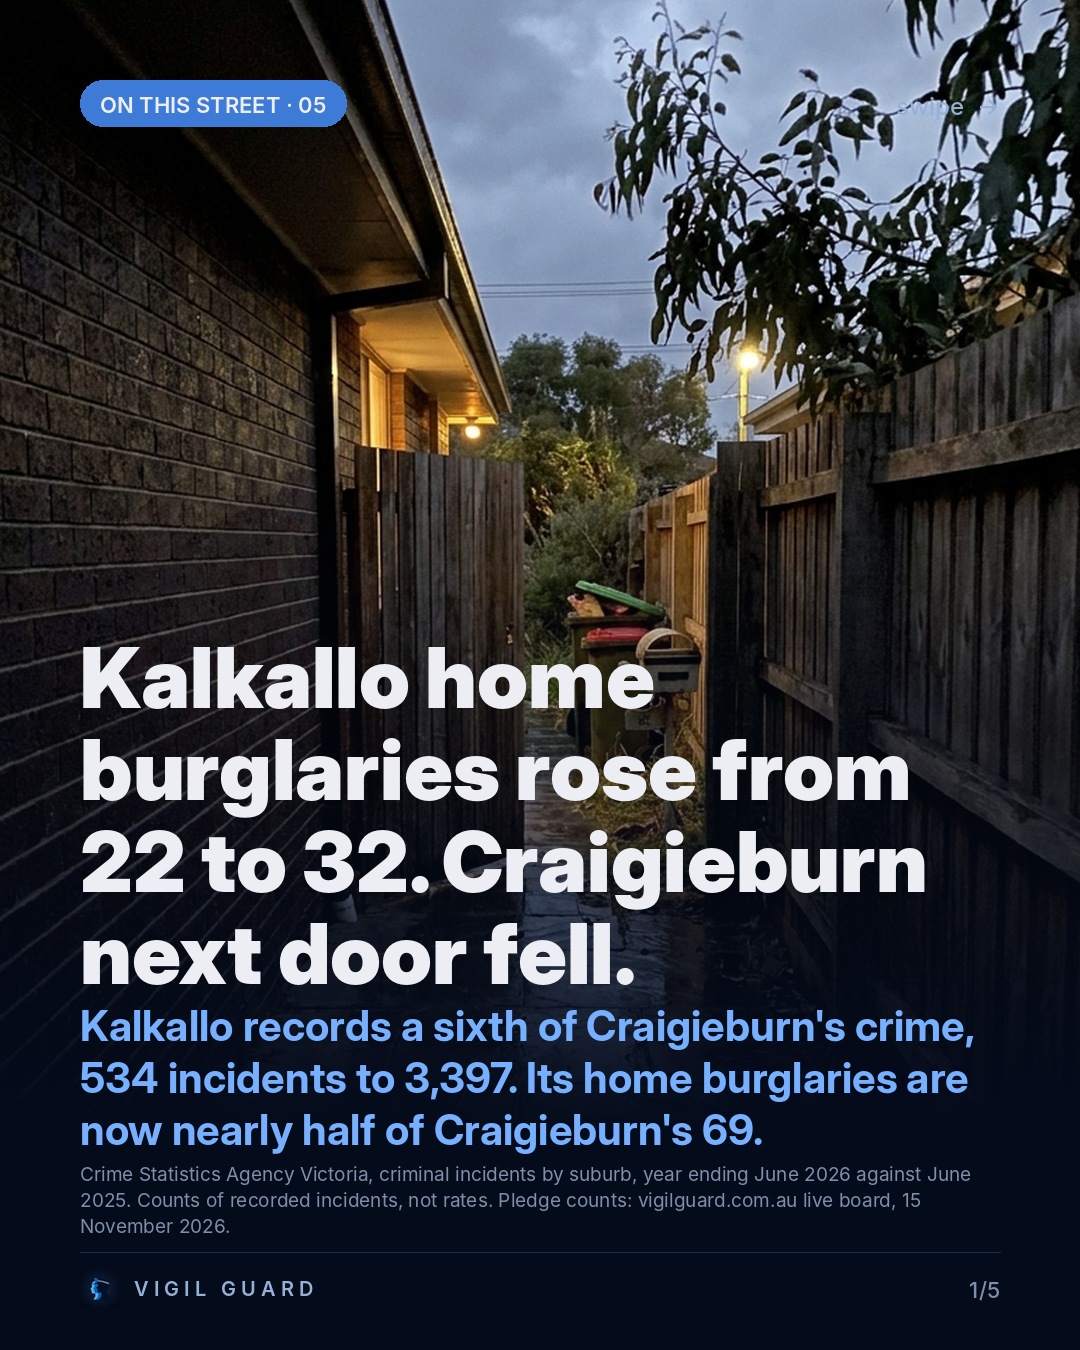 ON THIS STREET · 05
swipe →
Kalkallo home
burglaries rose from
22 to 32. Craigieburn
next door fell.
Kalkallo records a sixth of Craigieburn's crime,
534 incidents to 3,397. Its home burglaries are
now nearly half of Craigieburn's 69.
Crime Statistics Agency Victoria, criminal incidents by suburb, year ending June 2026 against June
2025. Counts of recorded incidents, not rates. Pledge counts: vigilguard.com.au live board, 15
November 2026.
VIGIL GUARD
1/5